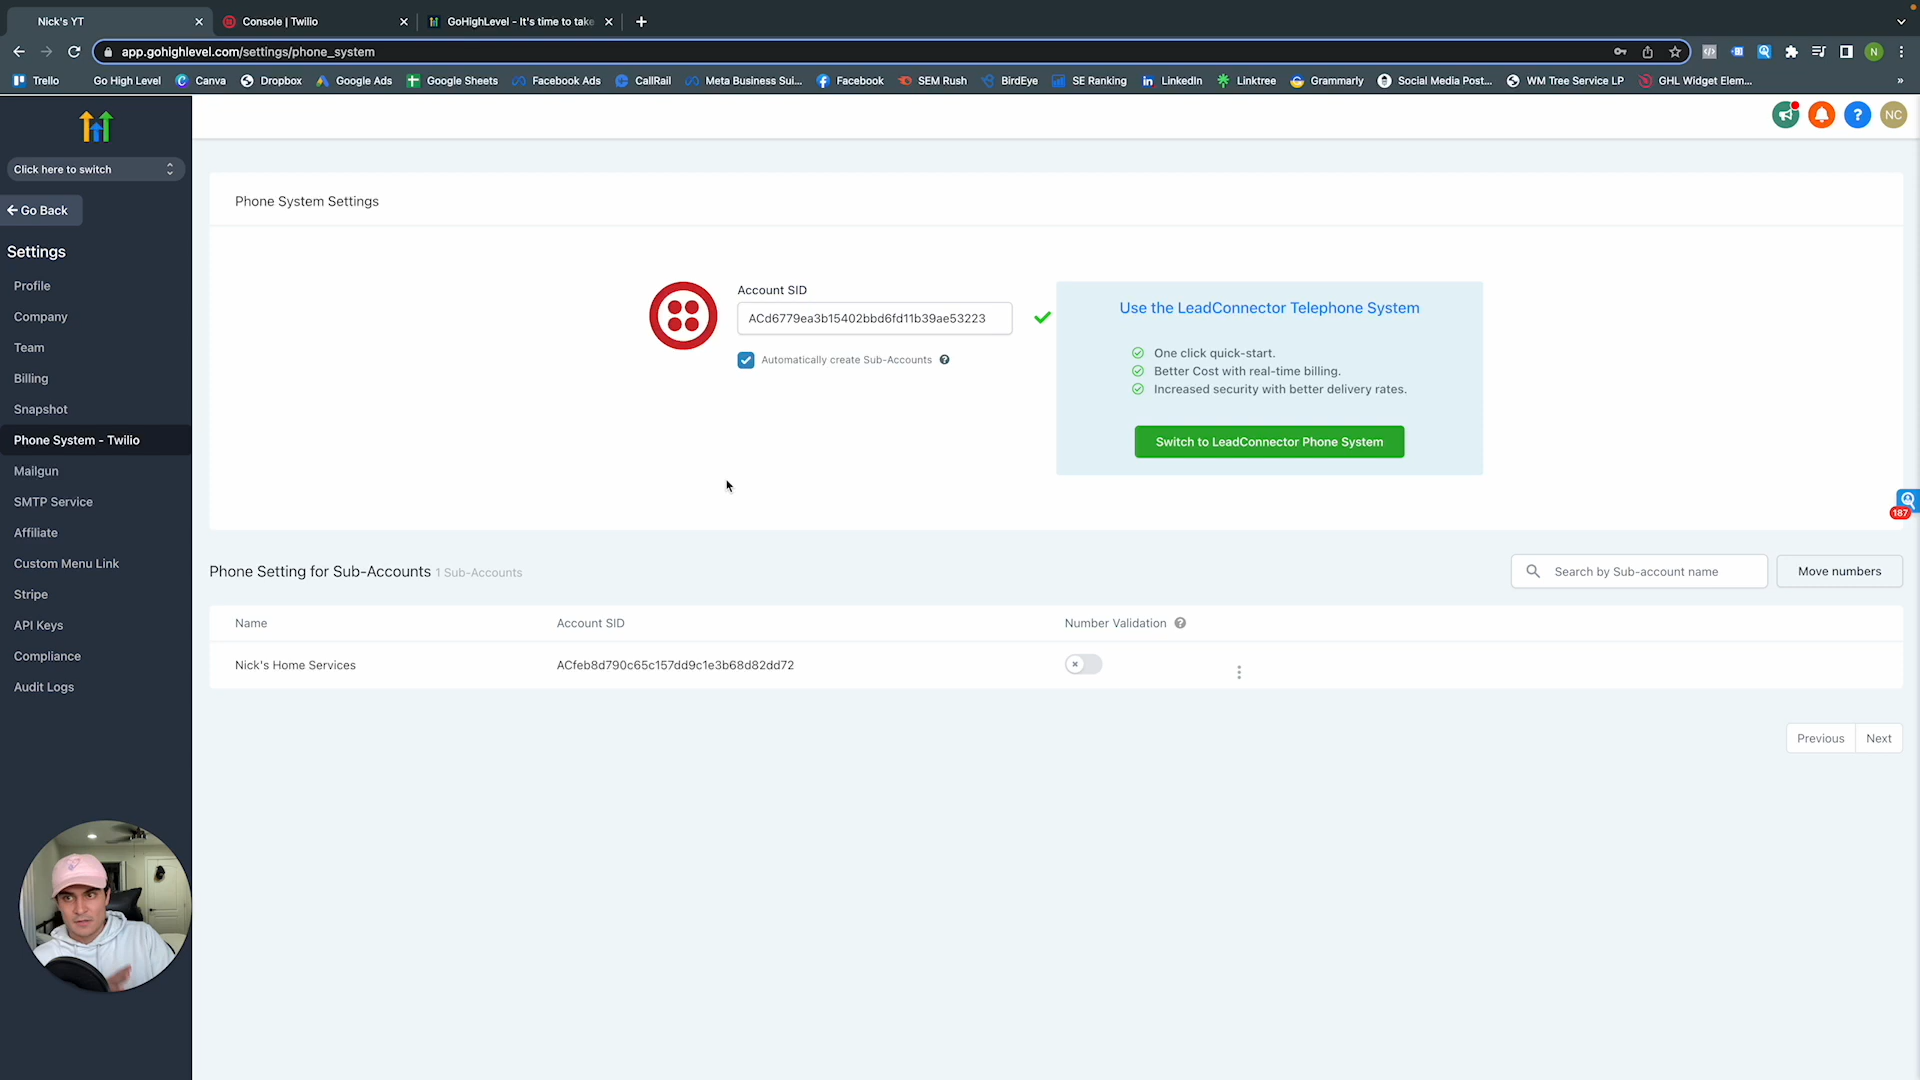 Nick's YT
Console | Twilio
GoHighLevel - It's time to take
app.gohighlevel.com/settings/phone_system
N
Trello
Go High Level
Canva
Dropbox
Google Ads
Google Sheets
Facebook Ads
CallRail
Meta Business Sui...
Facebook
SEM Rush
BirdEye
SE Ranking
LinkedIn
Linktree
Grammarly
Social Media Post...
WM Tree Service LP
GHL Widget Elem...
»
NC
Click here to switch
Go Back
Settings
Profile
Company
Team
Billing
Snapshot
Phone System - Twilio
Mailgun
SMTP Service
Affiliate
Custom Menu Link
Stripe
API Keys
Compliance
Audit Logs
Phone System Settings
Account SID
ACd6779ea3b15402bbd6fd11b39ae53223
Automatically create Sub-Accounts
Use the LeadConnector Telephone System
One click quick-start.
Better Cost with real-time billing.
Increased security with better delivery rates.
Switch to LeadConnector Phone System
187
Phone Setting for Sub-Accounts 1 Sub-Accounts
Search by Sub-account name
Move numbers
Name Account SID Number Validation
Nick's Home Services ACfeb8d790c65c157dd9c1e3b68d82dd72
Previous Next